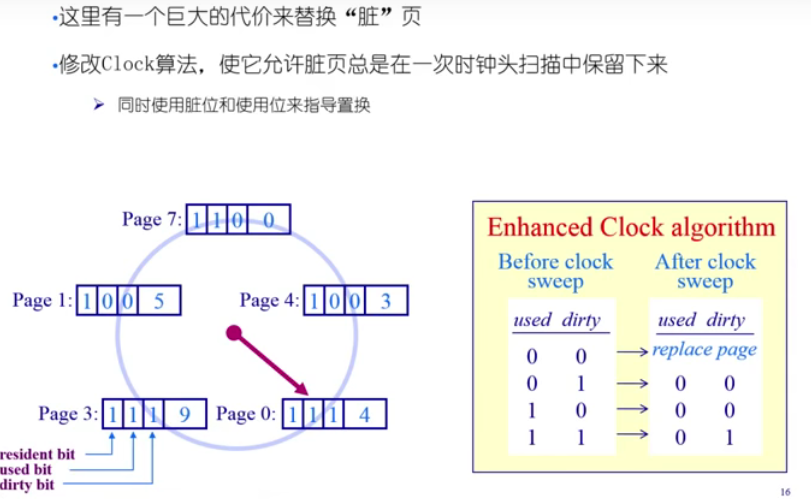 •这里有一个巨大的代价来替换“脏”页
•修改Clock算法，使它允许脏页总是在一次时钟头扫描中保留下来
➢ 同时使用脏位和使用位来指导置换
Page 7: 1 1 0 0
Page 1: 1 0 0 5
Page 4: 1 0 0 3
Page 3: 1 1 1 9
Page 0: 1 1 1 4
resident bit
used bit
dirty bit
Enhanced Clock algorithm
Before clock sweep After clock sweep
used dirty used dirty
0 0 → replace page
0 1 → 0 0
1 0 → 0 0
1 1 → 0 1
16